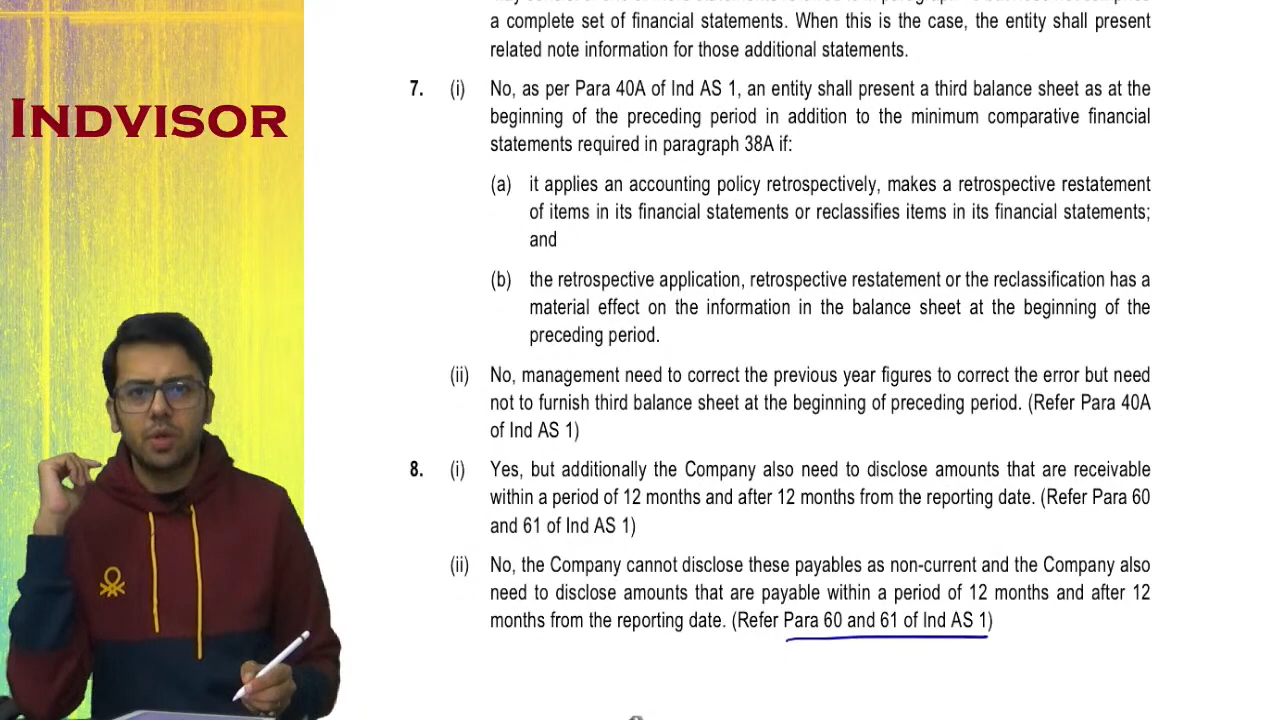 INDVISOR
a complete set of financial statements. When this is the case, the entity shall present
related note information for those additional statements.
7. (i) No, as per Para 40A of Ind AS 1, an entity shall present a third balance sheet as at the
beginning of the preceding period in addition to the minimum comparative financial
statements required in paragraph 38A if:
(a) it applies an accounting policy retrospectively, makes a retrospective restatement
of items in its financial statements or reclassifies items in its financial statements;
and
(b) the retrospective application, retrospective restatement or the reclassification has a
material effect on the information in the balance sheet at the beginning of the
preceding period.
(ii) No, management need to correct the previous year figures to correct the error but need
not to furnish third balance sheet at the beginning of preceding period. (Refer Para 40A
of Ind AS 1)
8. (i) Yes, but additionally the Company also need to disclose amounts that are receivable
within a period of 12 months and after 12 months from the reporting date. (Refer Para 60
and 61 of Ind AS 1)
(ii) No, the Company cannot disclose these payables as non-current and the Company also
need to disclose amounts that are payable within a period of 12 months and after 12
months from the reporting date. (Refer Para 60 and 61 of Ind AS 1)